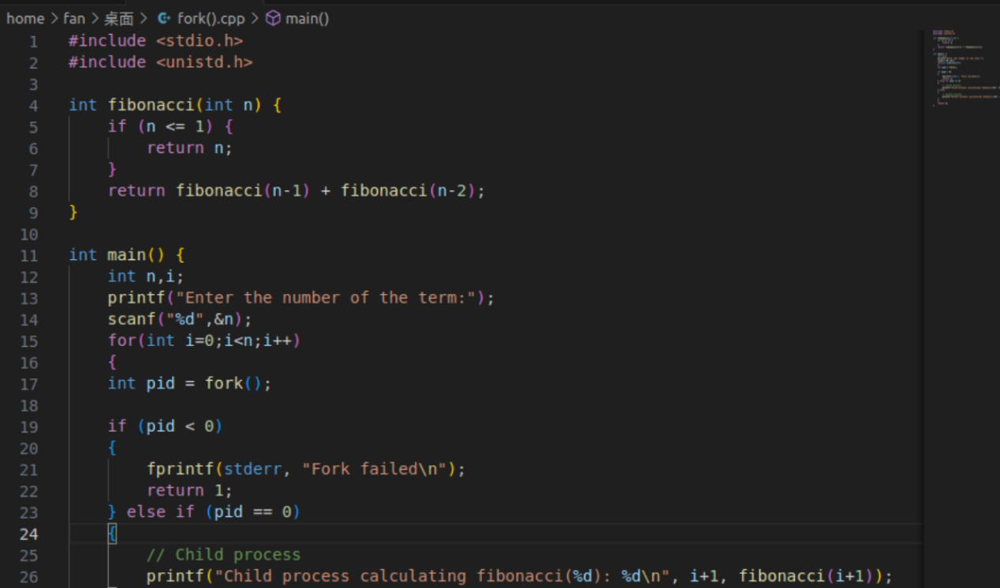 home > fan > 桌面 > fork().cpp > main()
1 #include <stdio.h>
2 #include <unistd.h>
3
4 int fibonacci(int n) {
5     if (n <= 1) {
6         return n;
7     }
8     return fibonacci(n-1) + fibonacci(n-2);
9 }
10
11 int main() {
12     int n,i;
13     printf("Enter the number of the term:");
14     scanf("%d",&n);
15     for(int i=0;i<n;i++)
16     {
17     int pid = fork();
18
19     if (pid < 0)
20     {
21         fprintf(stderr, "Fork failed\n");
22         return 1;
23     } else if (pid == 0)
24     {
25         // Child process
26         printf("Child process calculating fibonacci(%d): %d\n", i+1, fibonacci(i+1));